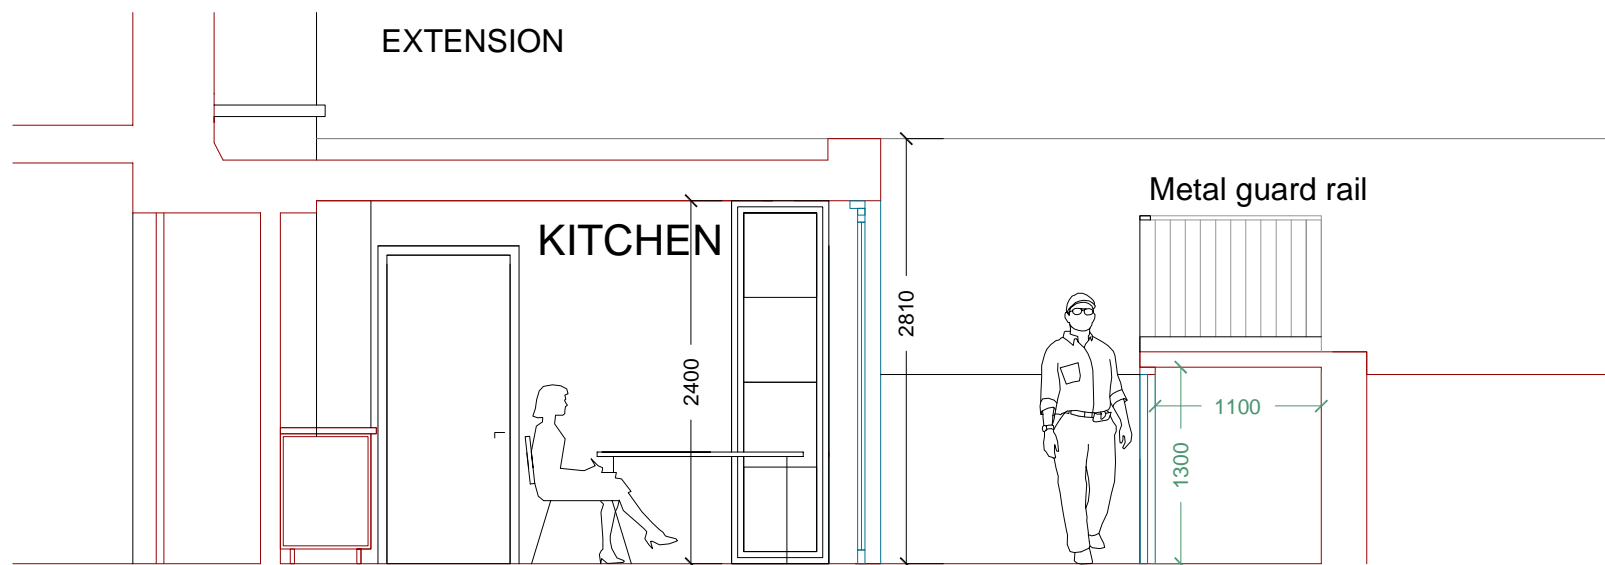 EXTENSION
Metal guard rail
KITCHEN
2810
2400
1100
1300